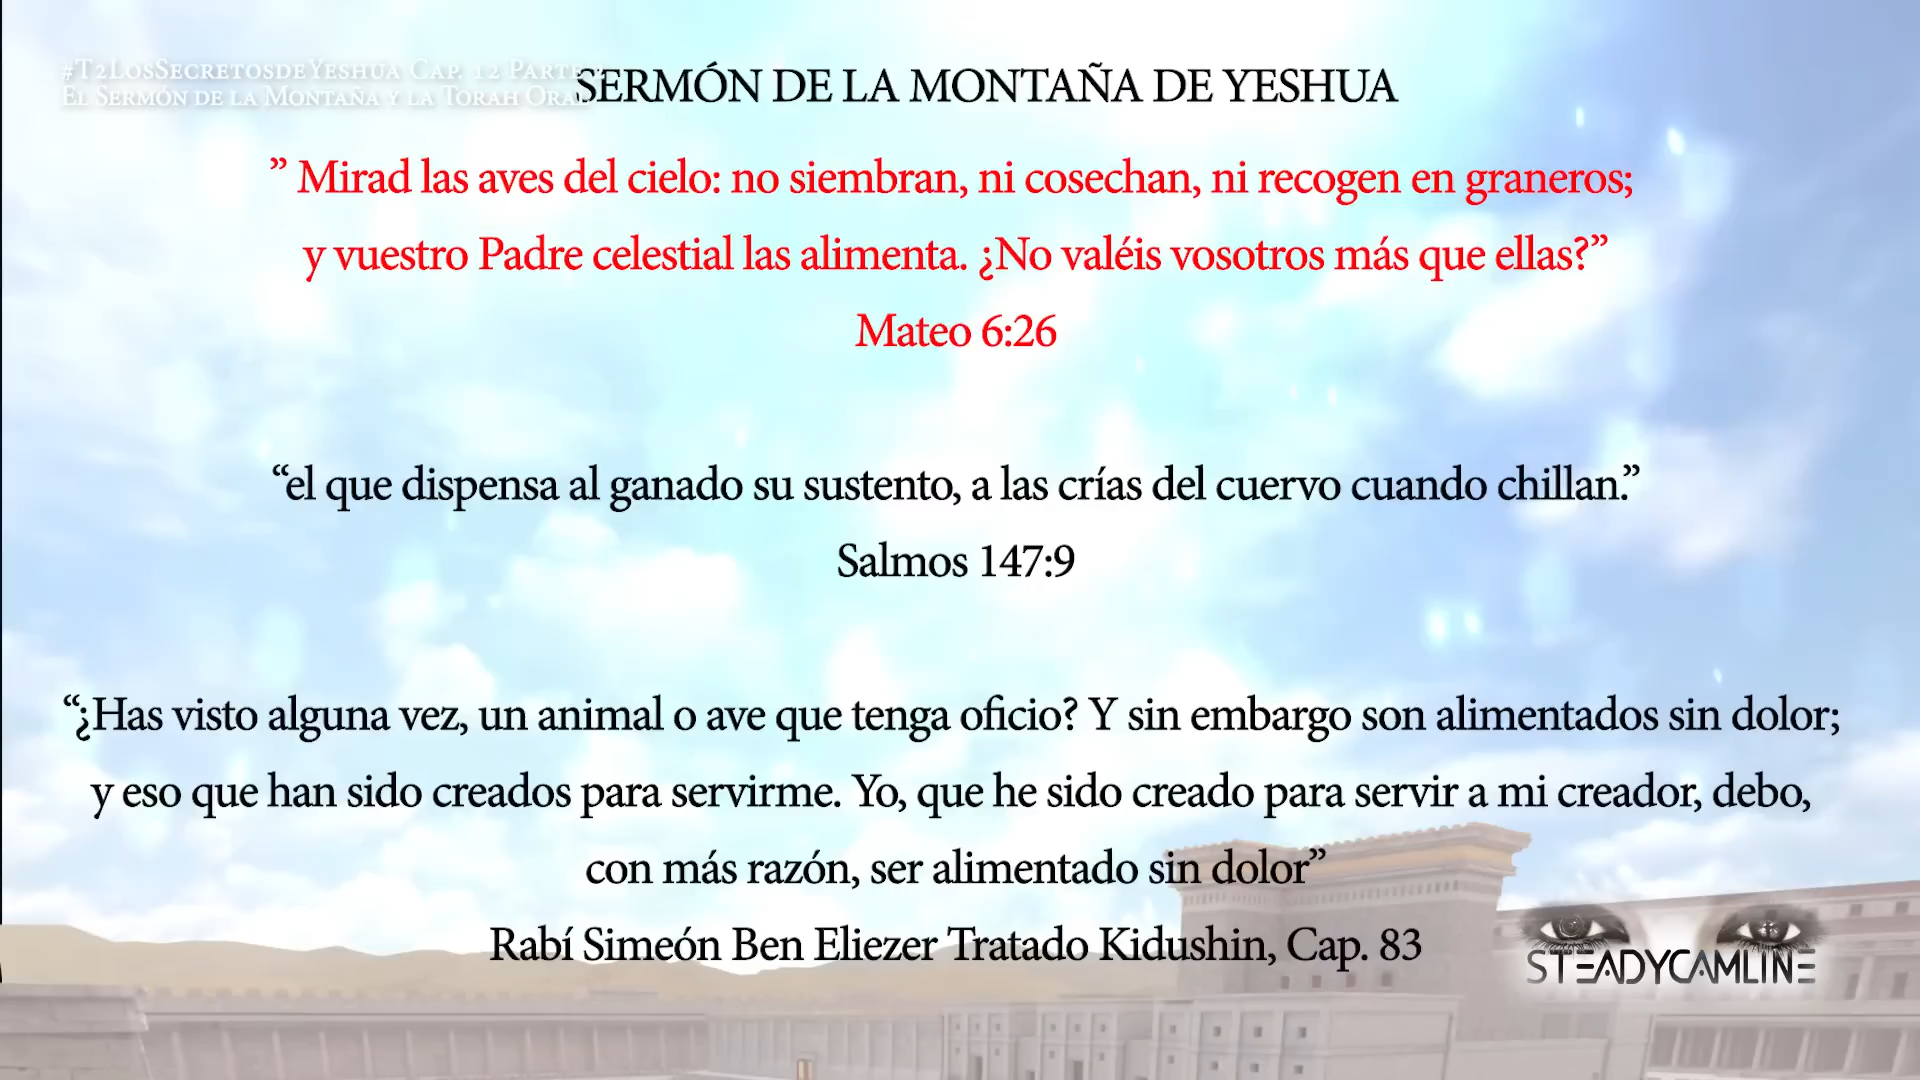 #T2LosSecretosdeYeshua Cap. 12 Parte
El Sermón de la Montaña y la Torah Oral
SERMÓN DE LA MONTAÑA DE YESHUA
” Mirad las aves del cielo: no siembran, ni cosechan, ni recogen en graneros;
y vuestro Padre celestial las alimenta. ¿No valéis vosotros más que ellas?”
Mateo 6:26
“el que dispensa al ganado su sustento, a las crías del cuervo cuando chillan.”
Salmos 147:9
“¿Has visto alguna vez, un animal o ave que tenga oficio? Y sin embargo son alimentados sin dolor;
y eso que han sido creados para servirme. Yo, que he sido creado para servir a mi creador, debo,
con más razón, ser alimentado sin dolor”
Rabí Simeón Ben Eliezer Tratado Kidushin, Cap. 83
STEADYCAMLINE